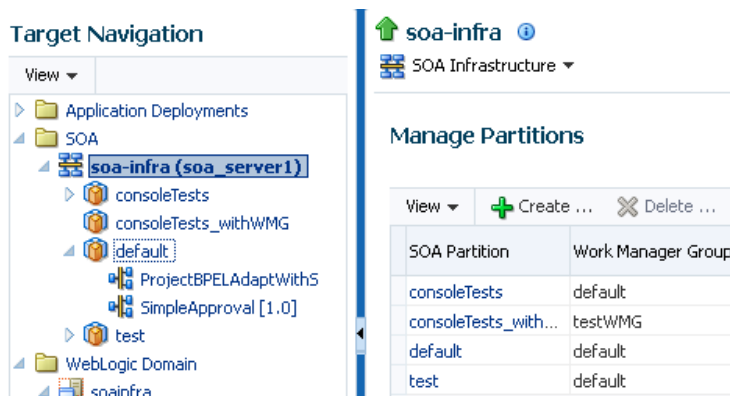 Target Navigation
View
Application Deployments
SOA
soa-infra (soa_server1)
consoleTests
consoleTests_withWMG
default
ProjectBPELAdaptWithS
SimpleApproval [1.0]
test
WebLogic Domain
soainfra
soa-infra
SOA Infrastructure
Manage Partitions
View Create ... Delete ...
SOA Partition Work Manager Group
consoleTests default
consoleTests_with... testWMG
default default
test default